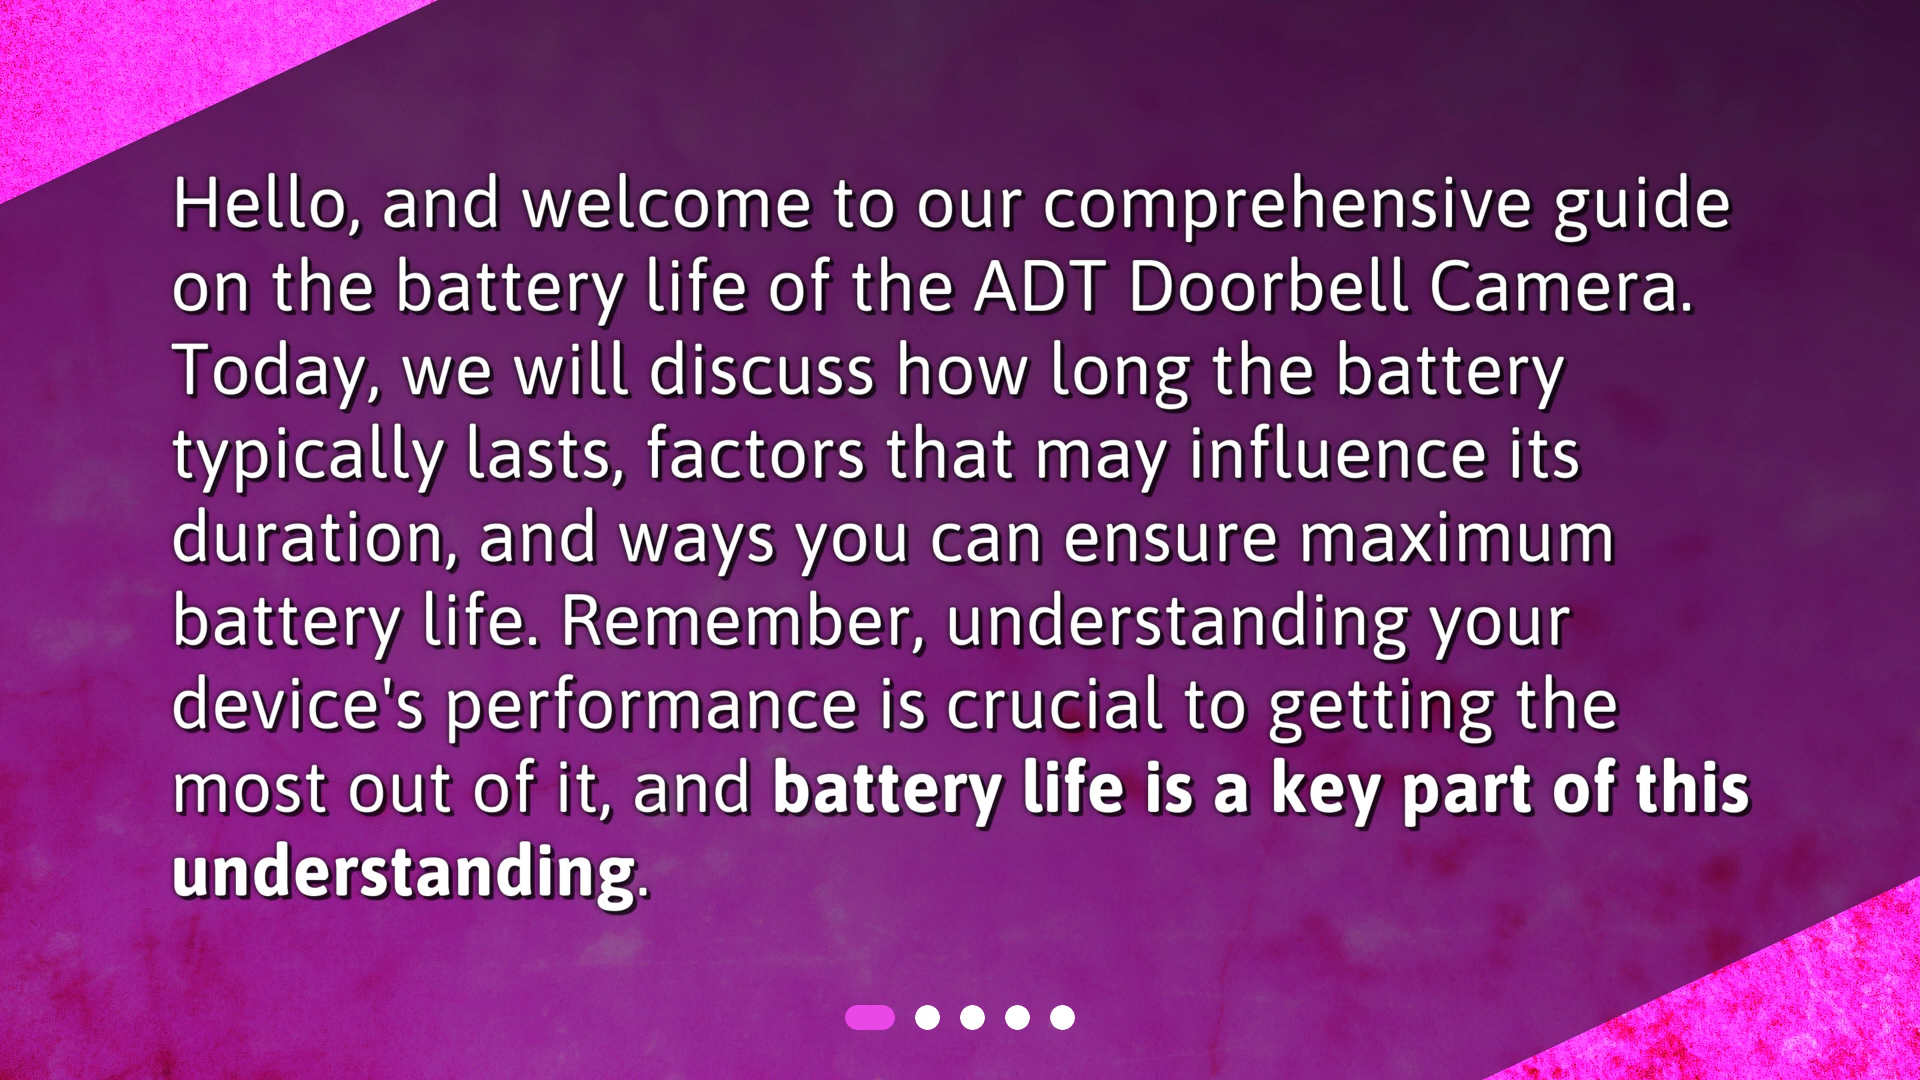 Hello, and welcome to our comprehensive guide
on the battery life of the ADT Doorbell Camera.
Today, we will discuss how long the battery
typically lasts, factors that may influence its
duration, and ways you can ensure maximum
battery life. Remember, understanding your
device's performance is crucial to getting the
most out of it, and battery life is a key part of this
understanding.